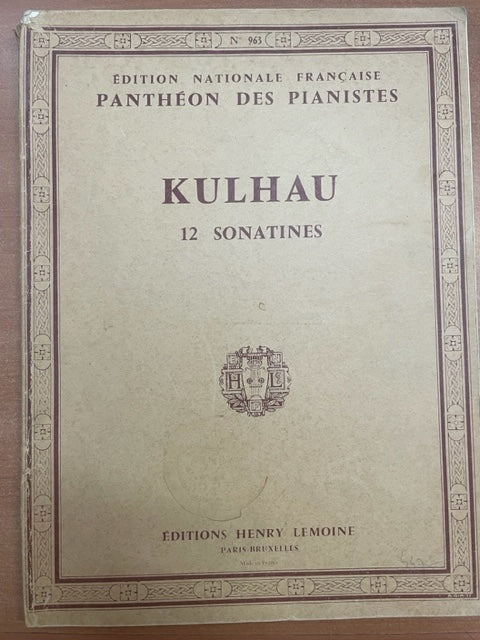 N° 963
ÉDITION NATIONALE FRANÇAISE
PANTHÉON DES PIANISTES
KULHAU
12 SONATINES
H L
ÉDITIONS HENRY LEMOINE
PARIS-BRUXELLES
Made in France